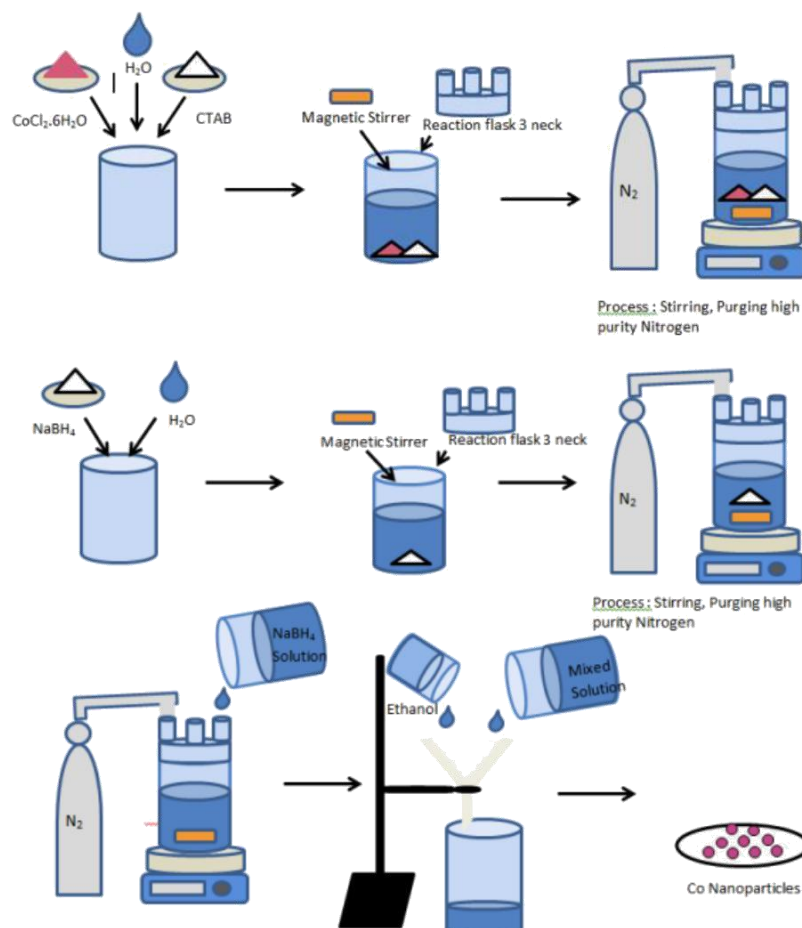 H₂O
CoCl₂.6H₂O
CTAB
Magnetic Stirrer
Reaction flask 3 neck
N₂
Process : Stirring, Purging high
purity Nitrogen
NaBH₄
H₂O
Magnetic Stirrer
Reaction flask 3 neck
N₂
Process : Stirring, Purging high
purity Nitrogen
NaBH₄
Solution
N₂
Ethanol
Mixed
Solution
Co Nanoparticles